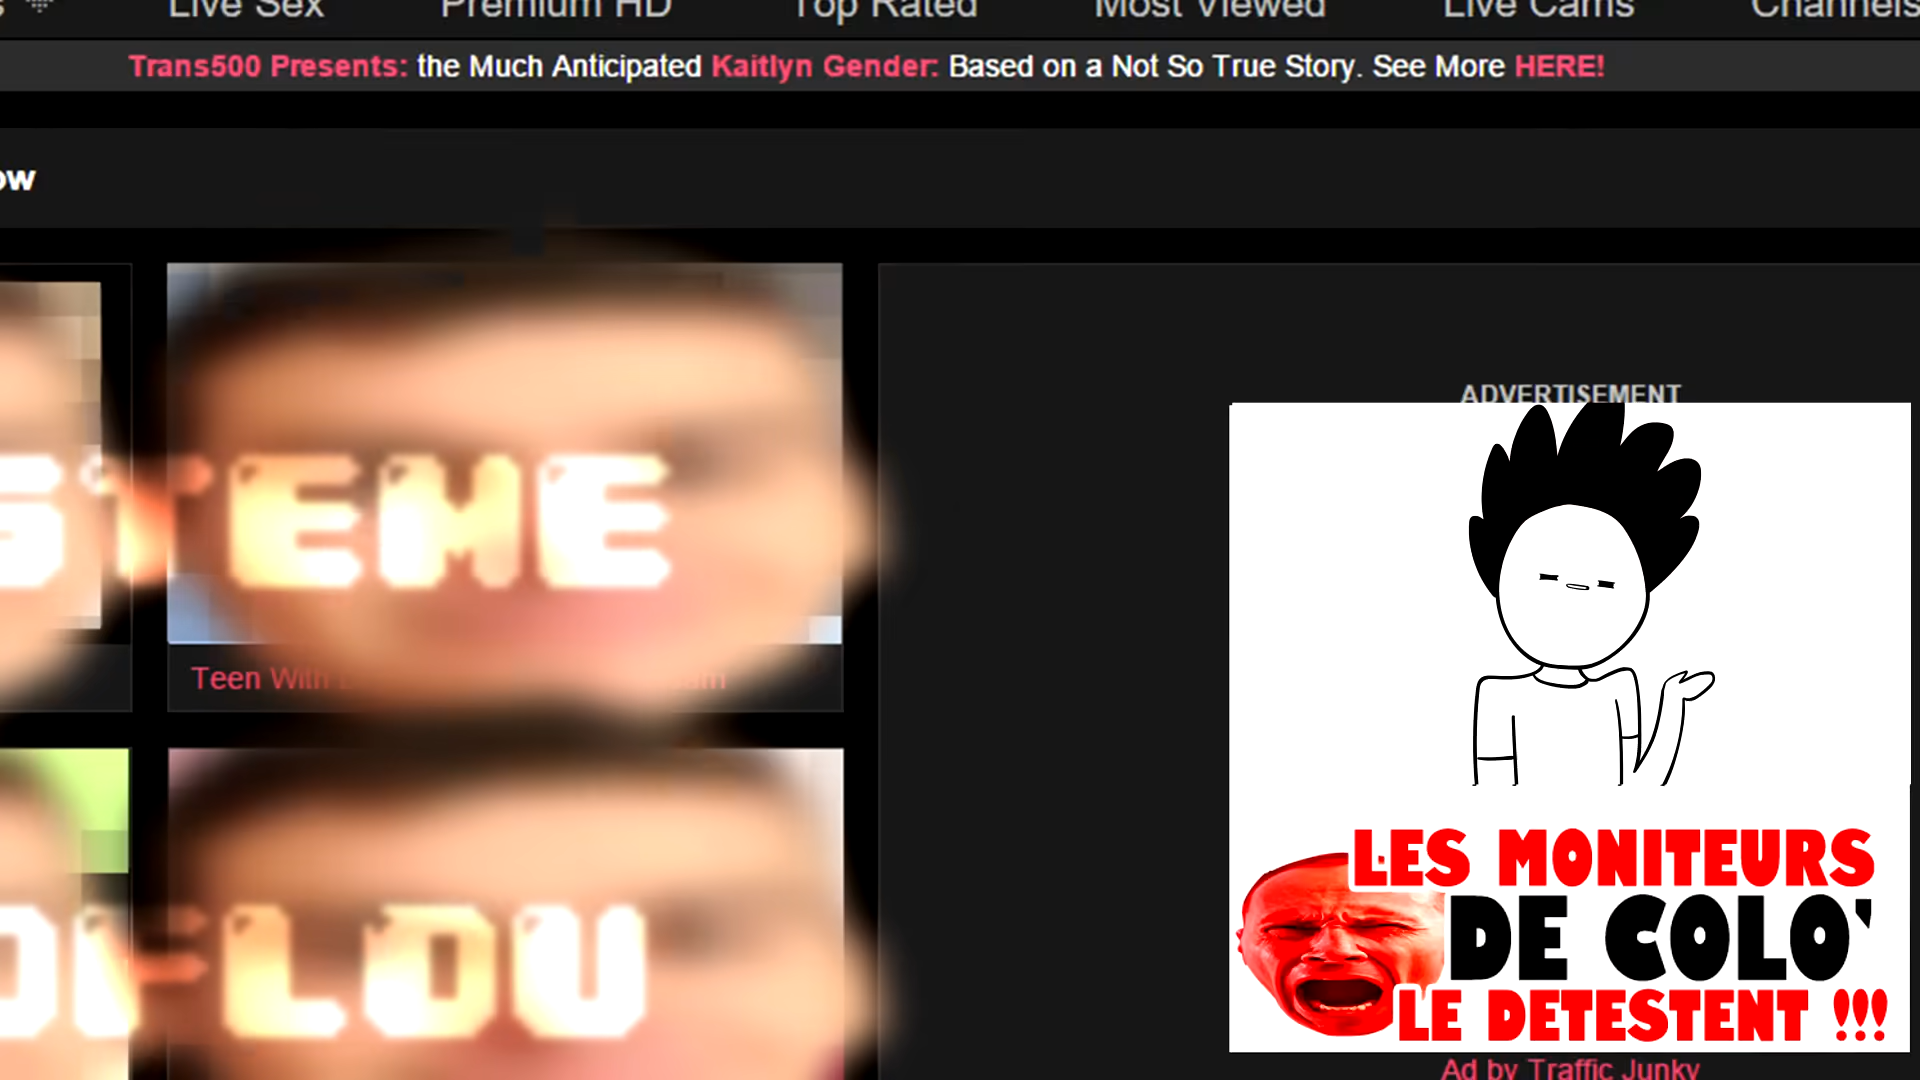 Live Sex Premium HD Top Rated Most Viewed Live Cams Channels
Trans500 Presents: the Much Anticipated Kaitlyn Gender: Based on a Not So True Story. See More HERE!
ow
ADVERTISEMENT
STEME
Teen With
FLOU
LES MONITEURS
DE COLO'
LE DETESTENT !!!
Ad by Traffic Junky